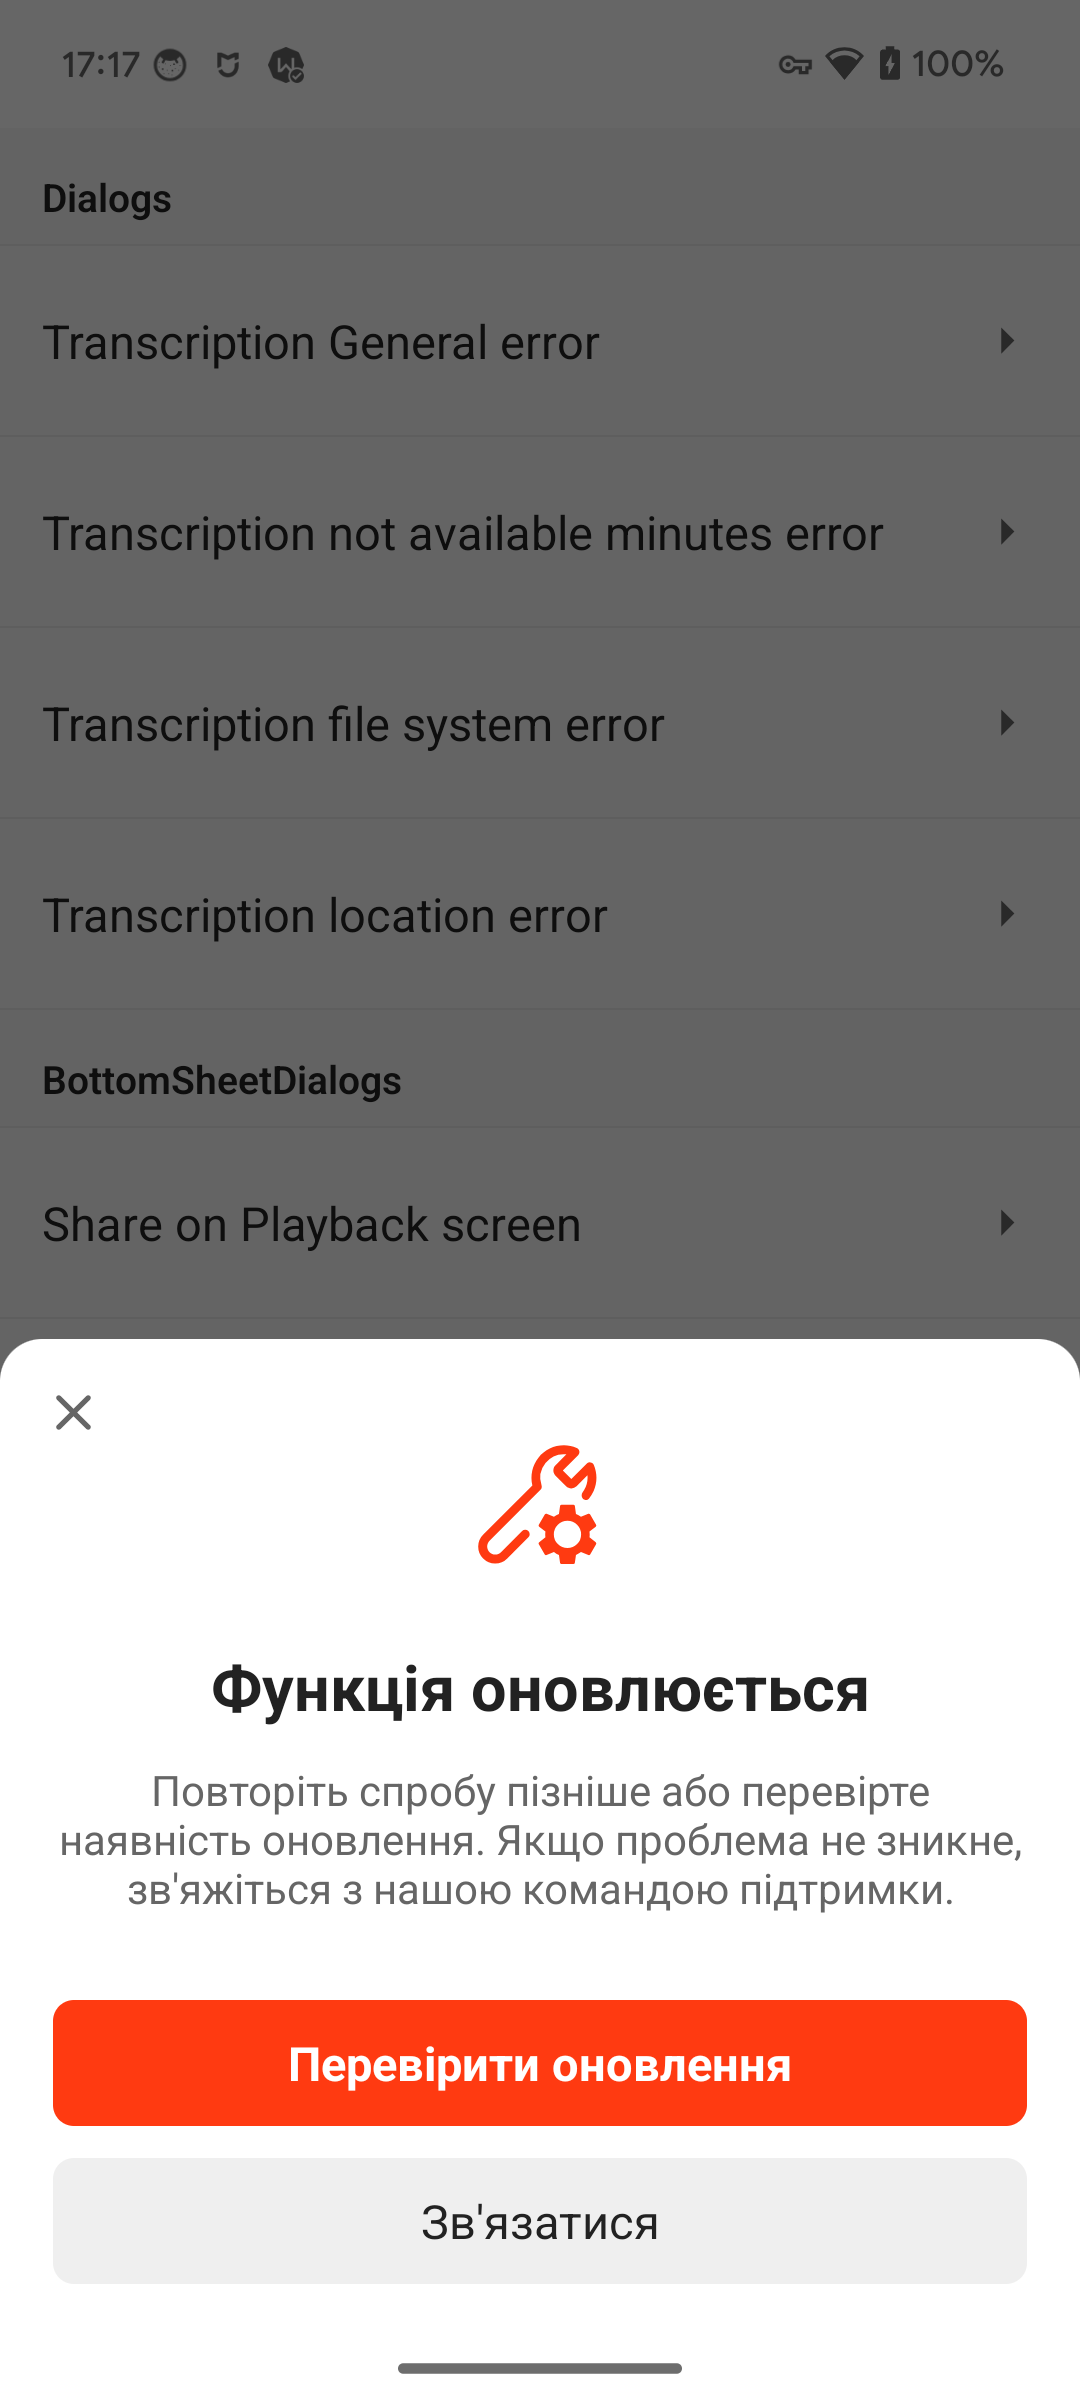 17:17
100%
Dialogs
Transcription General error
Transcription not available minutes error
Transcription file system error
Transcription location error
BottomSheetDialogs
Share on Playback screen
Функція оновлюється
Повторіть спробу пізніше або перевірте
наявність оновлення. Якщо проблема не зникне,
зв'яжіться з нашою командою підтримки.
Перевірити оновлення
Зв'язатися